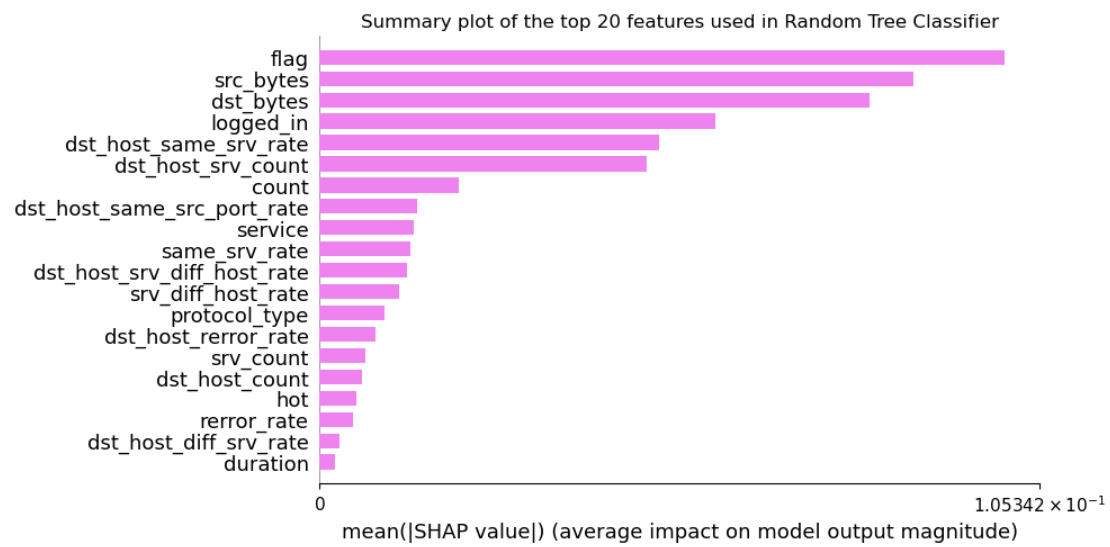 Summary plot of the top 20 features used in Random Tree Classifier
flag
src_bytes
dst_bytes
logged_in
dst_host_same_srv_rate
dst_host_srv_count
count
dst_host_same_src_port_rate
service
same_srv_rate
dst_host_srv_diff_host_rate
srv_diff_host_rate
protocol_type
dst_host_rerror_rate
srv_count
dst_host_count
hot
rerror_rate
dst_host_diff_srv_rate
duration
0 1.05342 × 10⁻¹
mean(|SHAP value|) (average impact on model output magnitude)